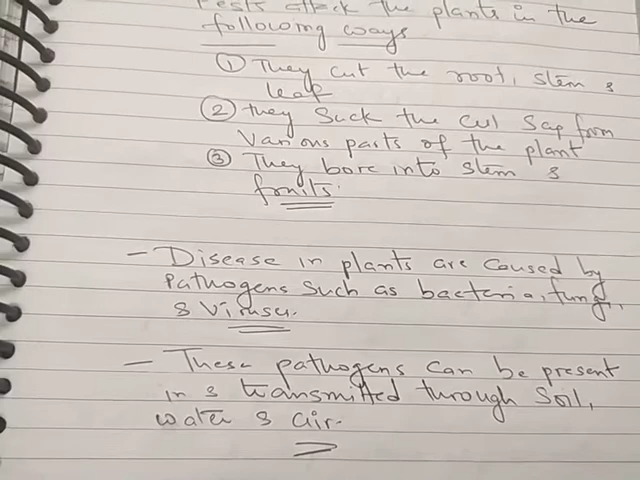 Pests attack the plants in the
following ways
① They cut the root, stem &
leaf
② They suck the cell sap from
various parts of the plant
③ They bore into stem &
fruits.
- Disease in plants are caused by
pathogens such as bacteria, fungi,
& viruses.
- These pathogens can be present
in & transmitted through soil,
water & air.